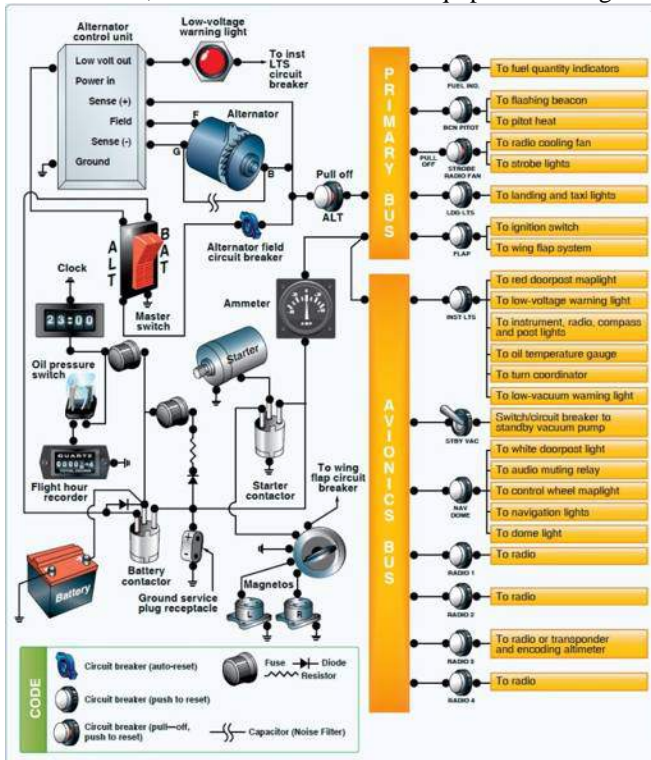 Alternator
control unit
Low-voltage
warning light
Low volt out
Power in
Sense (+)
Field
Sense (-)
Ground
To inst
LTS
circuit
breaker
F
Alternator
G
B
Pull off
ALT
Alternator field
circuit breaker
ALT
BAT
Master
switch
Clock
23:00
Oil pressure
switch
QUARTZ
Flight hour
recorder
Ammeter
Starter
Starter
contactor
To wing
flap circuit
breaker
Battery
Battery
contactor
Ground service
plug receptacle
Magnetos
L
R
PRIMARY BUS
FUEL IND.
To fuel quantity indicators
BCN PITOT
To flashing beacon
To pitot heat
PULL
OFF
STROBE
RADIO FAN
To radio cooling fan
To strobe lights
LDG LTS
To landing and taxi lights
FLAP
To ignition switch
To wing flap system
AVIONICS BUS
INST LTS
To red doorpost maplight
To low-voltage warning light
To instrument, radio, compass
and post lights
To oil temperature gauge
To turn coordinator
To low-vacuum warning light
STBY VAC
Switch/circuit breaker to
standby vacuum pump
NAV
DOME
To white doorpost light
To audio muting relay
To control wheel maplight
To navigation lights
To dome light
RADIO 1
To radio
RADIO 2
To radio
RADIO 3
To radio or transponder
and encoding altimeter
RADIO 4
To radio
CODE
Circuit breaker (auto-reset)
Circuit breaker (push to reset)
Circuit breaker (pull—off,
push to reset)
Fuse
Diode
Resistor
Capacitor (Noise Filter)